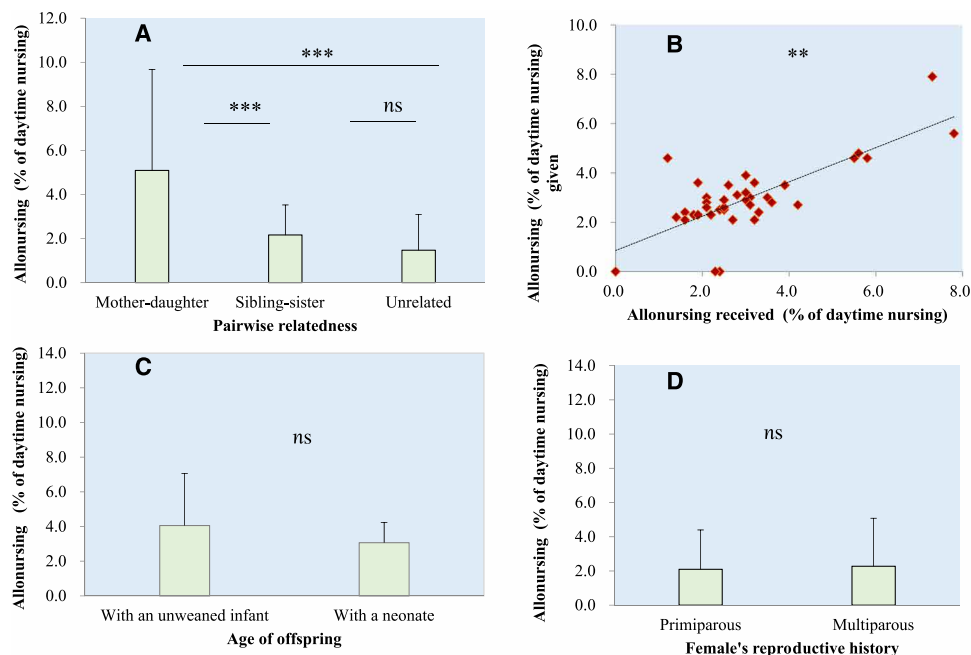 A
Allonursing (% of daytime nursing)
12.0
10.0
8.0
6.0
4.0
2.0
0.0
***
***
ns
Mother-daughter
Sibling-sister
Unrelated
Pairwise relatedness
B
Allonursing (% of daytime nursing)
given
10.0
8.0
6.0
4.0
2.0
0.0
**
0.0
2.0
4.0
6.0
8.0
Allonursing received (% of daytime nursing)
C
Allonursing (% of daytime nursing)
14.0
12.0
10.0
8.0
6.0
4.0
2.0
0.0
ns
With an unweaned infant
With a neonate
Age of offspring
D
Allonursing (% of daytime nursing)
14.0
12.0
10.0
8.0
6.0
4.0
2.0
0.0
ns
Primiparous
Multiparous
Female's reproductive history